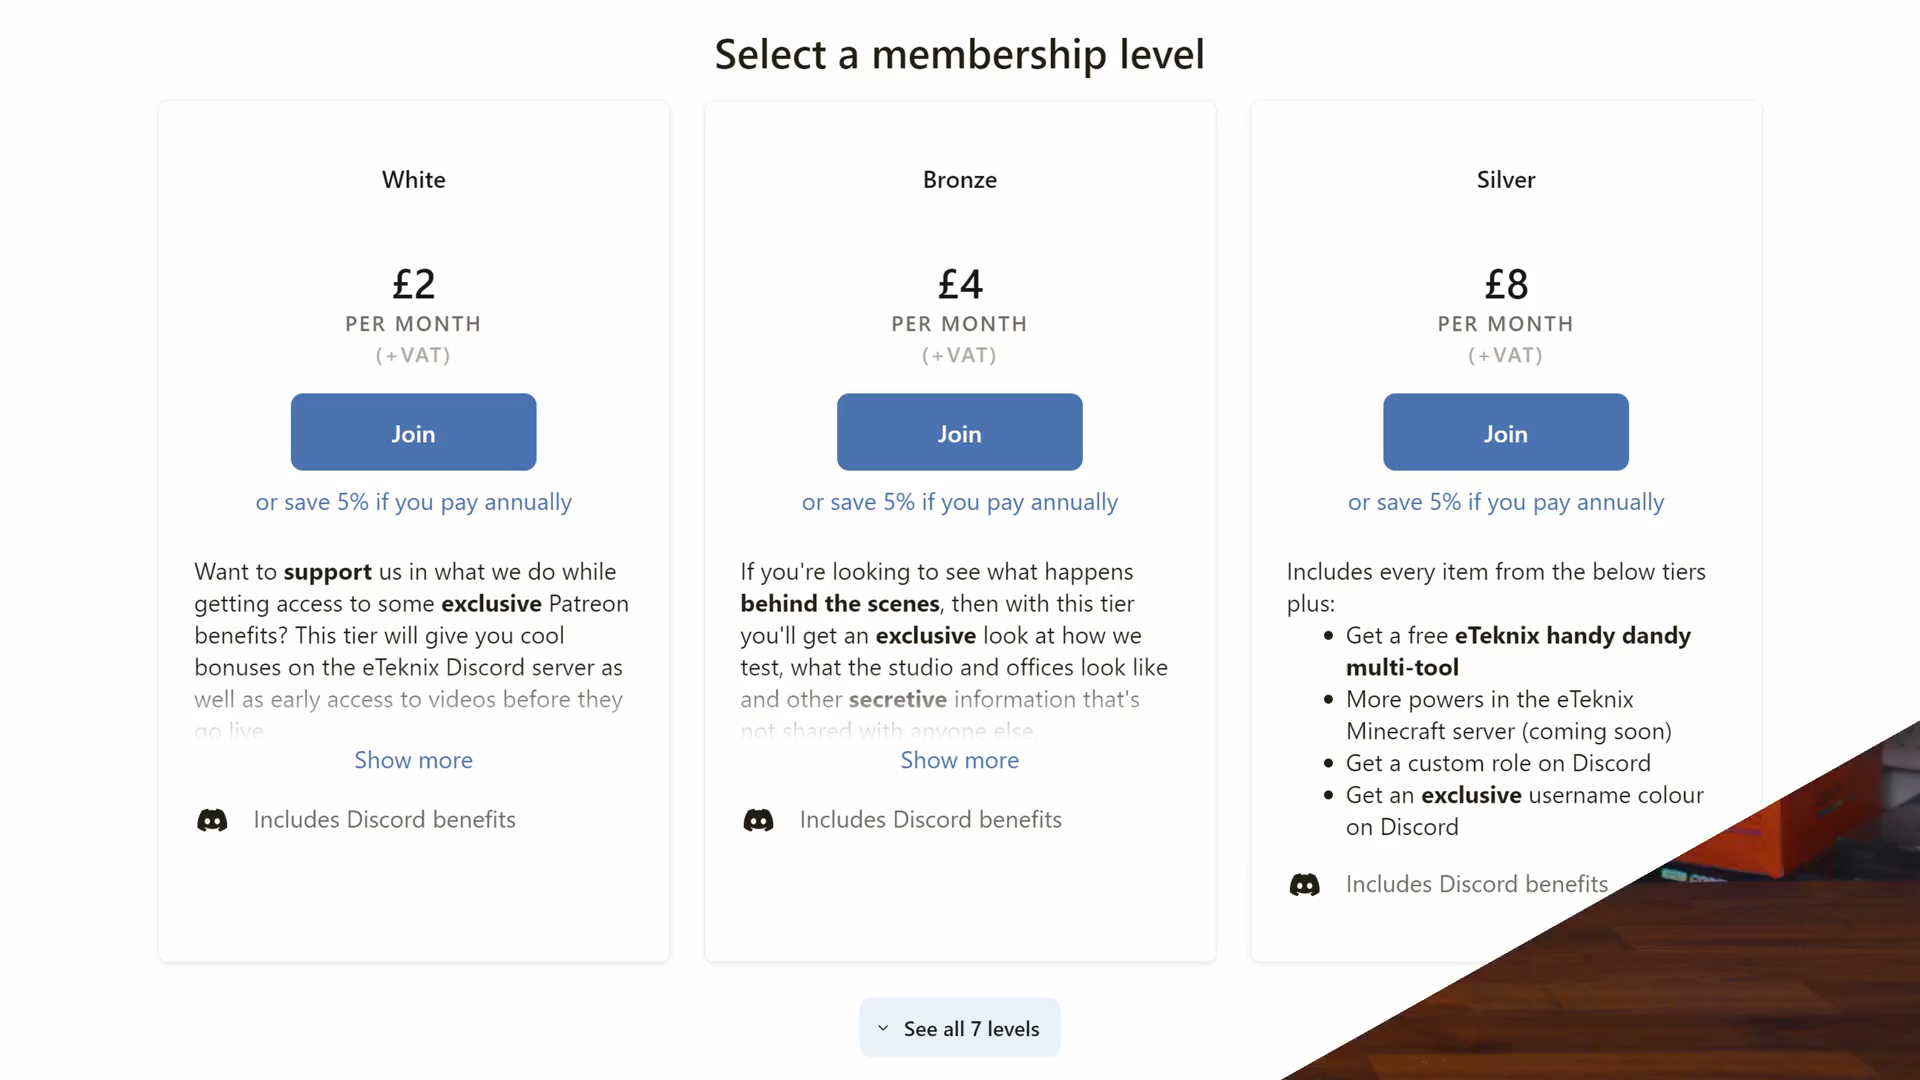 Select a membership level
White
£2
PER MONTH
(+VAT)
Join
or save 5% if you pay annually
Want to support us in what we do while
getting access to some exclusive Patreon
benefits? This tier will give you cool
bonuses on the eTeknix Discord server as
well as early access to videos before they
go live.
Show more
Includes Discord benefits
Bronze
£4
PER MONTH
(+VAT)
Join
or save 5% if you pay annually
If you're looking to see what happens
behind the scenes, then with this tier
you'll get an exclusive look at how we
test, what the studio and offices look like
and other secretive information that's
not shared with anyone else.
Show more
Includes Discord benefits
Silver
£8
PER MONTH
(+VAT)
Join
or save 5% if you pay annually
Includes every item from the below tiers
plus:
• Get a free eTeknix handy dandy
multi-tool
• More powers in the eTeknix
Minecraft server (coming soon)
• Get a custom role on Discord
• Get an exclusive username colour
on Discord
Includes Discord benefits
See all 7 levels